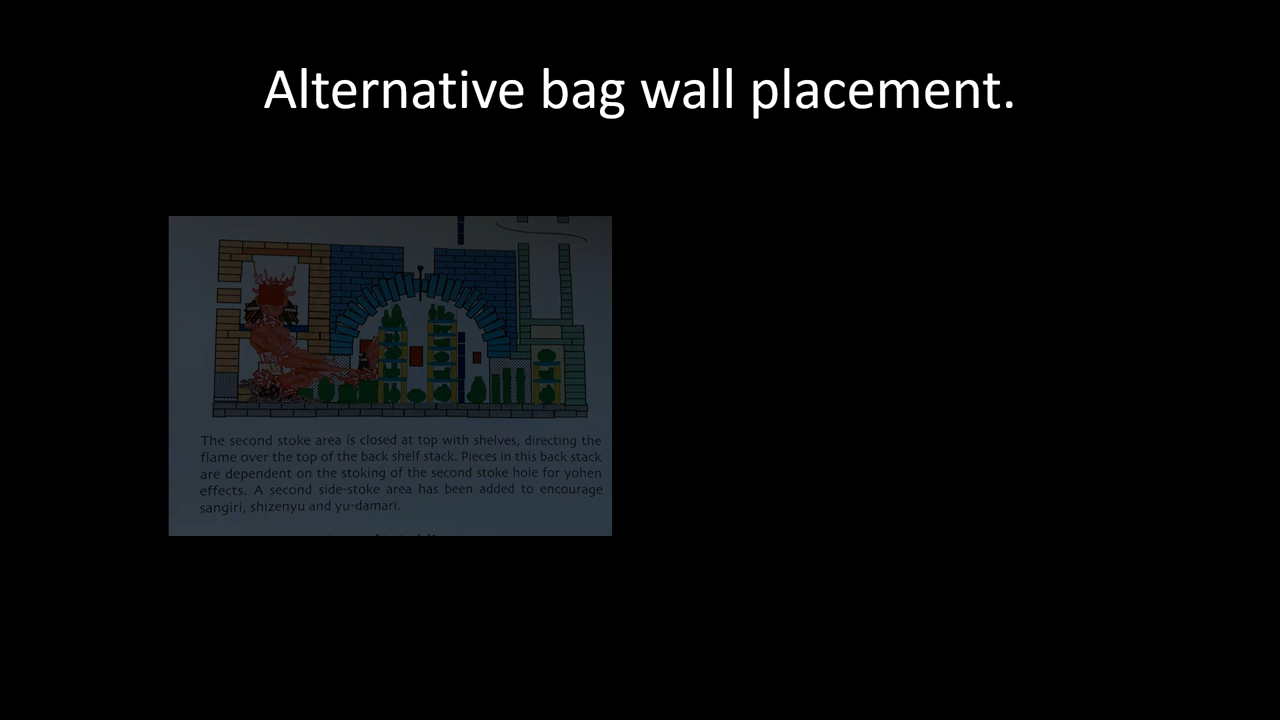 Alternative bag wall placement.
The second stoke area is closed at top with shelves, directing the
flame over the top of the back shelf stack. Pieces in this back stack
are dependent on the stoking of the second stoke hole for yohen
effects. A second side-stoke area has been added to encourage
sangiri, shizenyu and yu-damari.